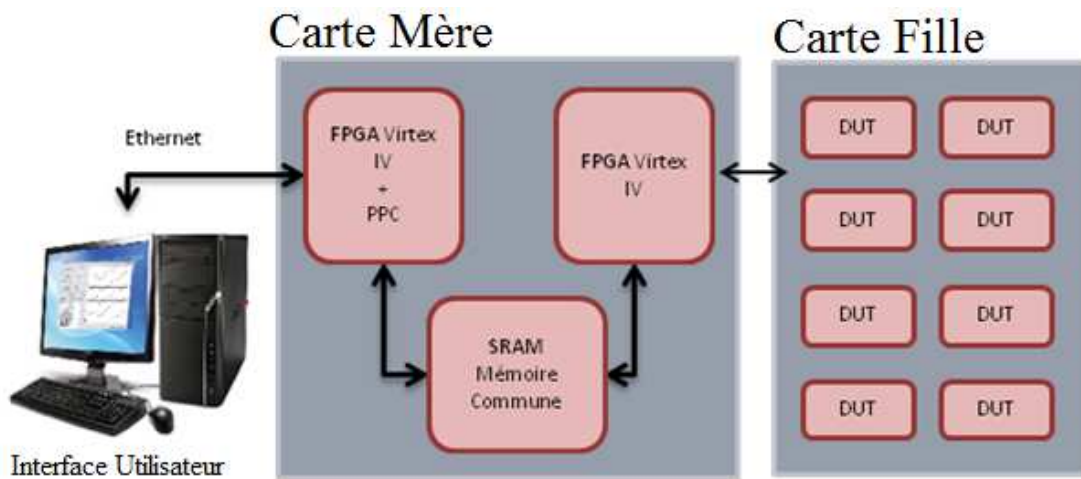 Carte Mère
Carte Fille
Ethernet
FPGA Virtex
IV
+
PPC
FPGA Virtex
IV
SRAM
Mémoire
Commune
DUT
DUT
DUT
DUT
DUT
DUT
DUT
DUT
Interface Utilisateur